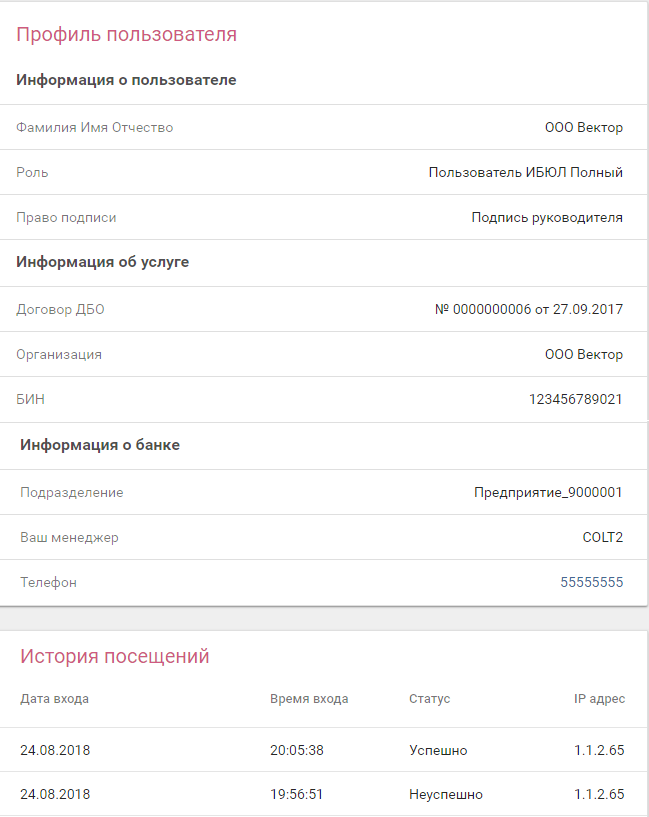 Профиль пользователя
Информация о пользователе
Фамилия Имя Отчество ООО Вектор
Роль Пользователь ИБЮЛ Полный
Право подписи Подпись руководителя
Информация об услуге
Договор ДБО № 0000000006 от 27.09.2017
Организация ООО Вектор
БИН 123456789021
Информация о банке
Подразделение Предприятие_9000001
Ваш менеджер COLT2
Телефон 55555555
История посещений
Дата входа Время входа Статус IP адрес
24.08.2018 20:05:38 Успешно 1.1.2.65
24.08.2018 19:56:51 Неуспешно 1.1.2.65